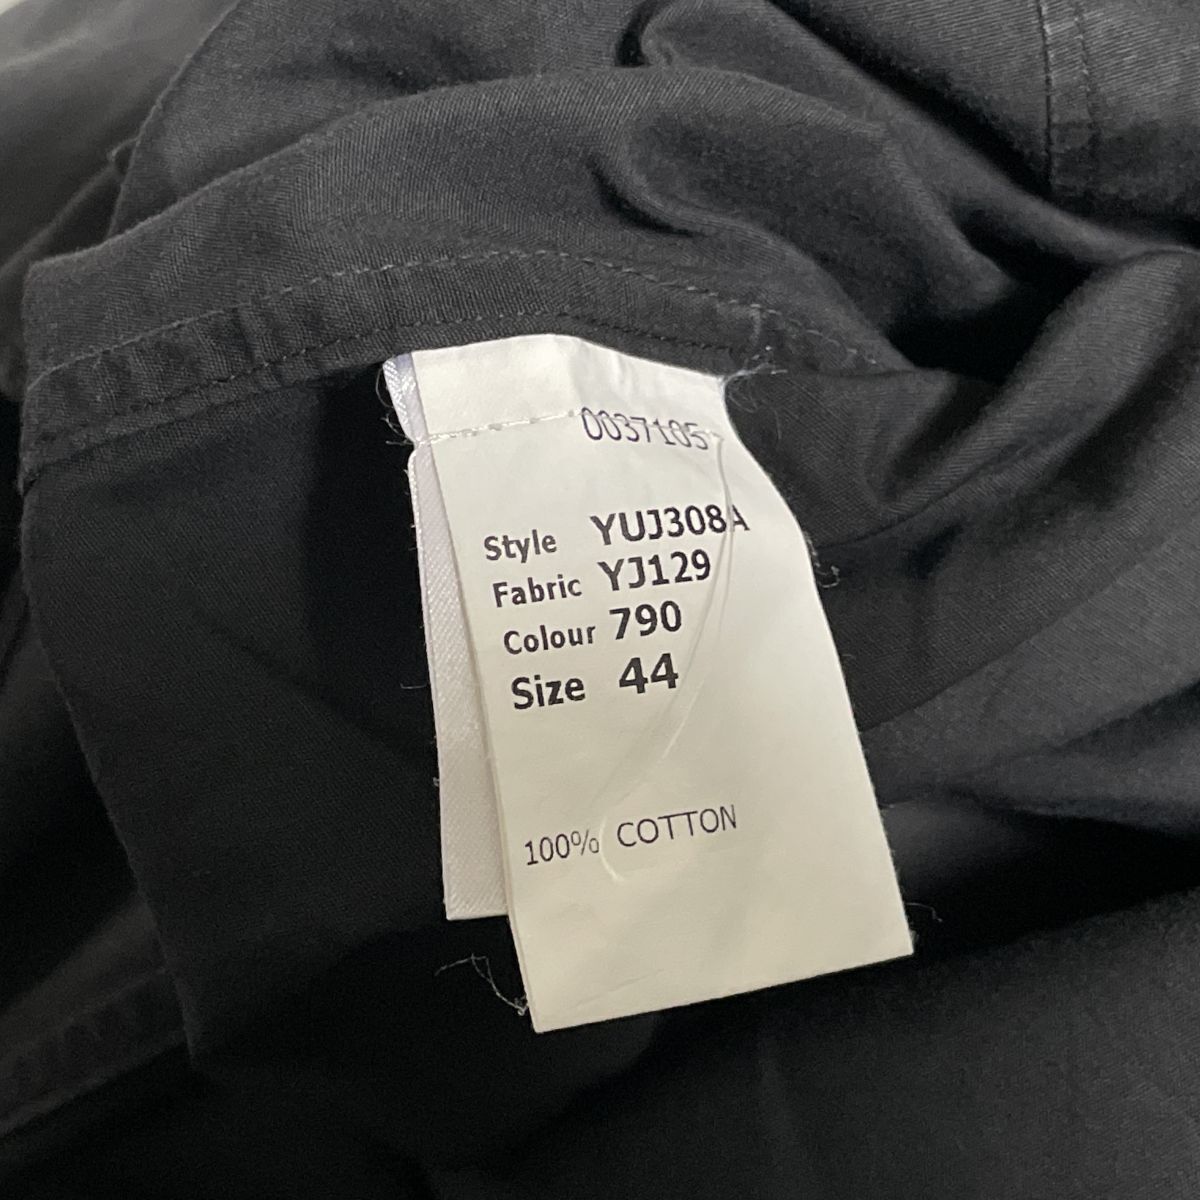 0037105
Style YUJ308A
Fabric YJ129
Colour 790
Size 44
100% COTTON